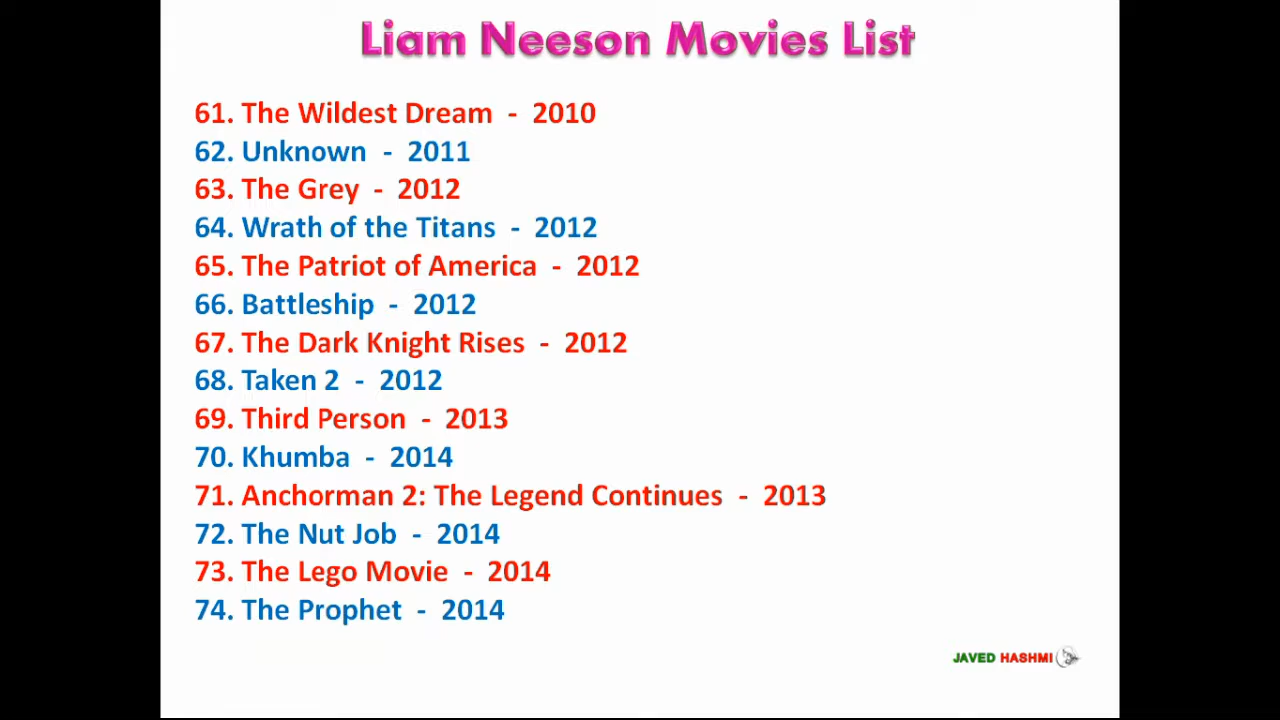 Liam Neeson Movies List
61. The Wildest Dream - 2010
62. Unknown - 2011
63. The Grey - 2012
64. Wrath of the Titans - 2012
65. The Patriot of America - 2012
66. Battleship - 2012
67. The Dark Knight Rises - 2012
68. Taken 2 - 2012
69. Third Person - 2013
70. Khumba - 2014
71. Anchorman 2: The Legend Continues - 2013
72. The Nut Job - 2014
73. The Lego Movie - 2014
74. The Prophet - 2014
JAVED HASHMI